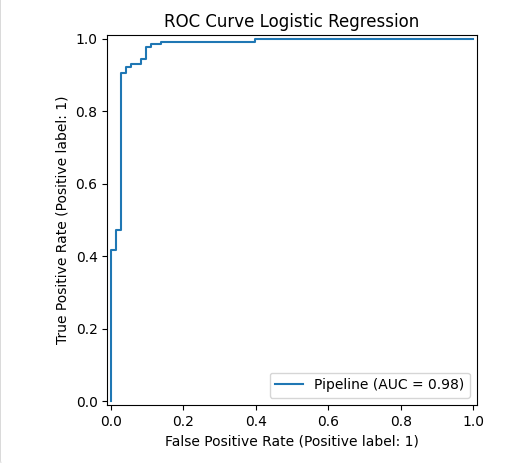 ROC Curve Logistic Regression
1.0
0.8
0.6
0.4
0.2
0.0
True Positive Rate (Positive label: 1)
Pipeline (AUC = 0.98)
0.0 0.2 0.4 0.6 0.8 1.0
False Positive Rate (Positive label: 1)